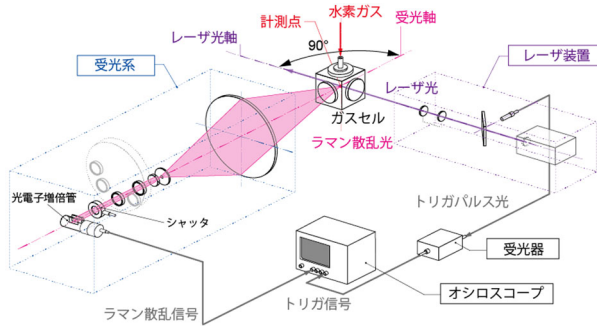 水素ガス
計測点
受光軸
レーザ光軸
90°
受光系
レーザ装置
レーザ光
ガスセル
ラマン散乱光
光電子増倍管
シャッタ
トリガパルス光
受光器
ラマン散乱信号
トリガ信号
オシロスコープ